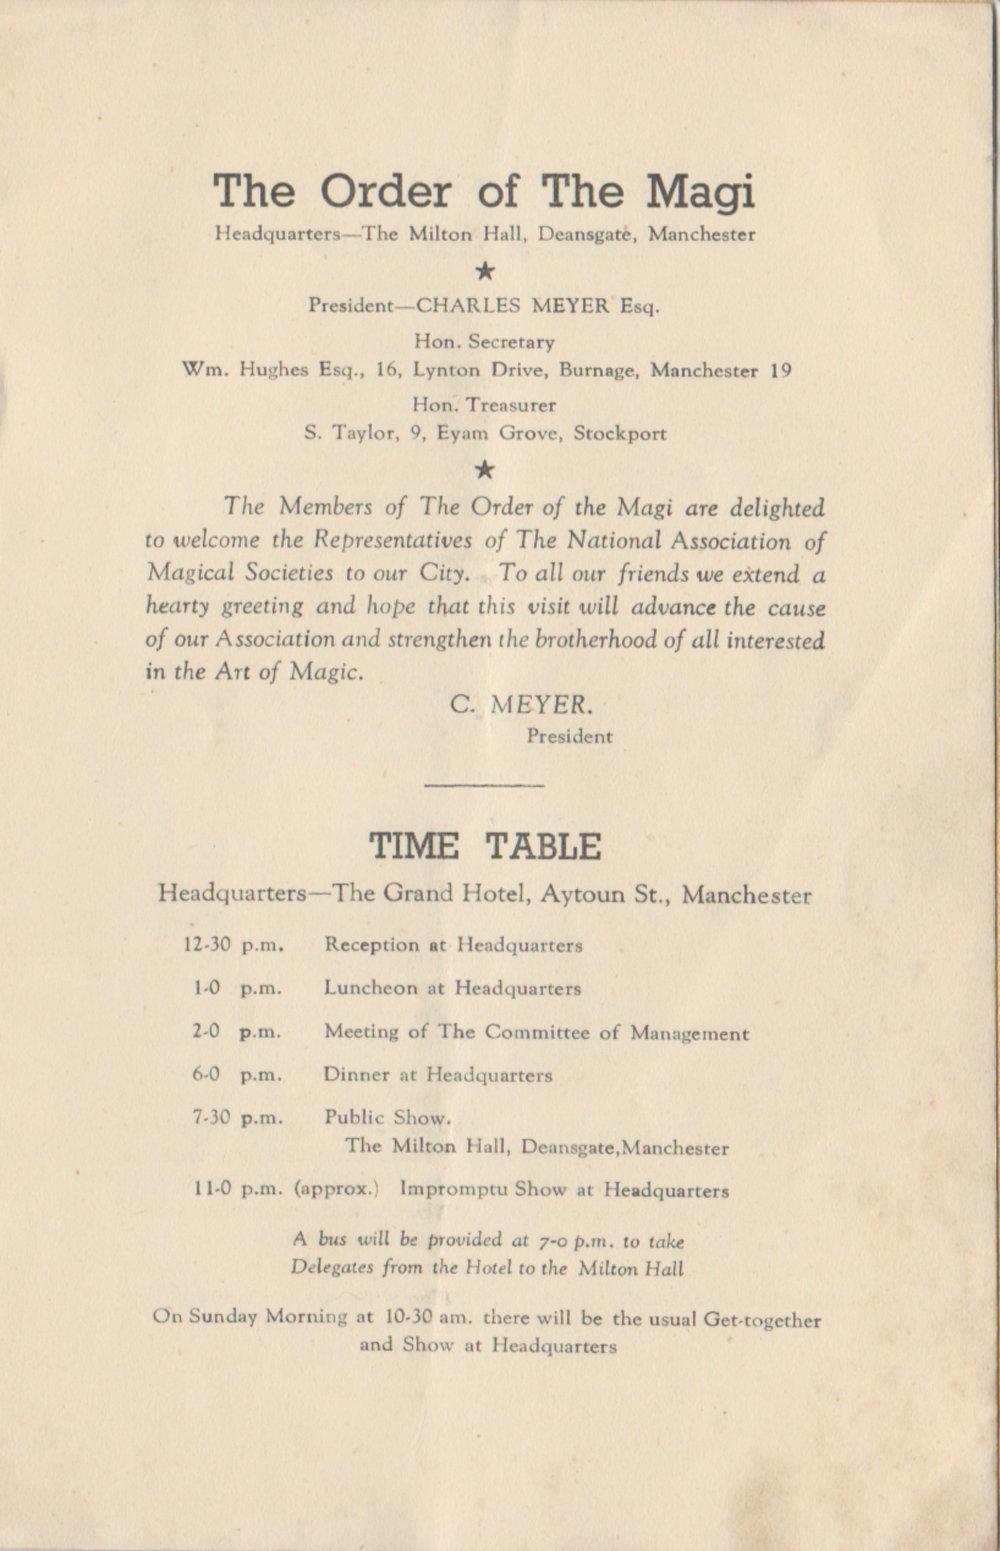 The Order of The Magi
Headquarters—The Milton Hall, Deansgate, Manchester
★
President—CHARLES MEYER Esq.
Hon. Secretary
Wm. Hughes Esq., 16, Lynton Drive, Burnage, Manchester 19
Hon. Treasurer
S. Taylor, 9, Eyam Grove, Stockport
★
The Members of The Order of the Magi are delighted
to welcome the Representatives of The National Association of
Magical Societies to our City. To all our friends we extend a
hearty greeting and hope that this visit will advance the cause
of our Association and strengthen the brotherhood of all interested
in the Art of Magic.
C. MEYER.
President
TIME TABLE
Headquarters—The Grand Hotel, Aytoun St., Manchester
12-30 p.m. Reception at Headquarters
1-0 p.m. Luncheon at Headquarters
2-0 p.m. Meeting of The Committee of Management
6-0 p.m. Dinner at Headquarters
7-30 p.m. Public Show.
The Milton Hall, Deansgate,Manchester
11-0 p.m. (approx.) Impromptu Show at Headquarters
A bus will be provided at 7-0 p.m. to take
Delegates from the Hotel to the Milton Hall
On Sunday Morning at 10-30 am. there will be the usual Get-together
and Show at Headquarters